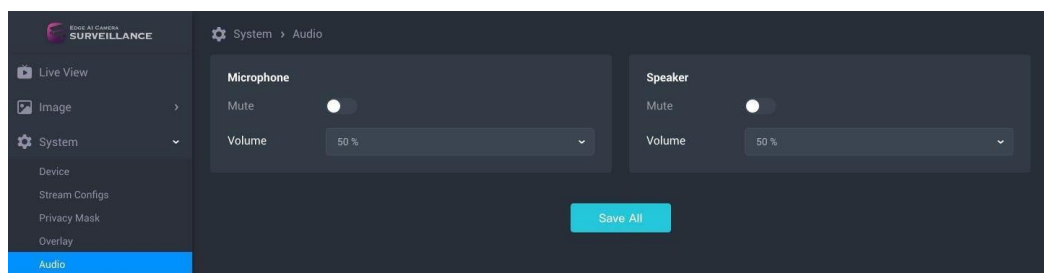 EDGE AI CAMERA
SURVEILLANCE
System › Audio
Live View
Image
System
Device
Stream Configs
Privacy Mask
Overlay
Audio
Microphone
Mute
Volume
50 %
Speaker
Mute
Volume
50 %
Save All